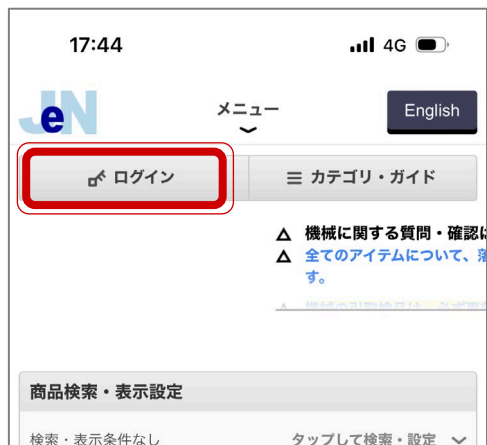 17:44
4G
JeN
メニュー
English
ログイン
カテゴリ・ガイド
機械に関する質問・確認は
全てのアイテムについて、落
す。
商品検索・表示設定
検索・表示条件なし
タップして検索・設定